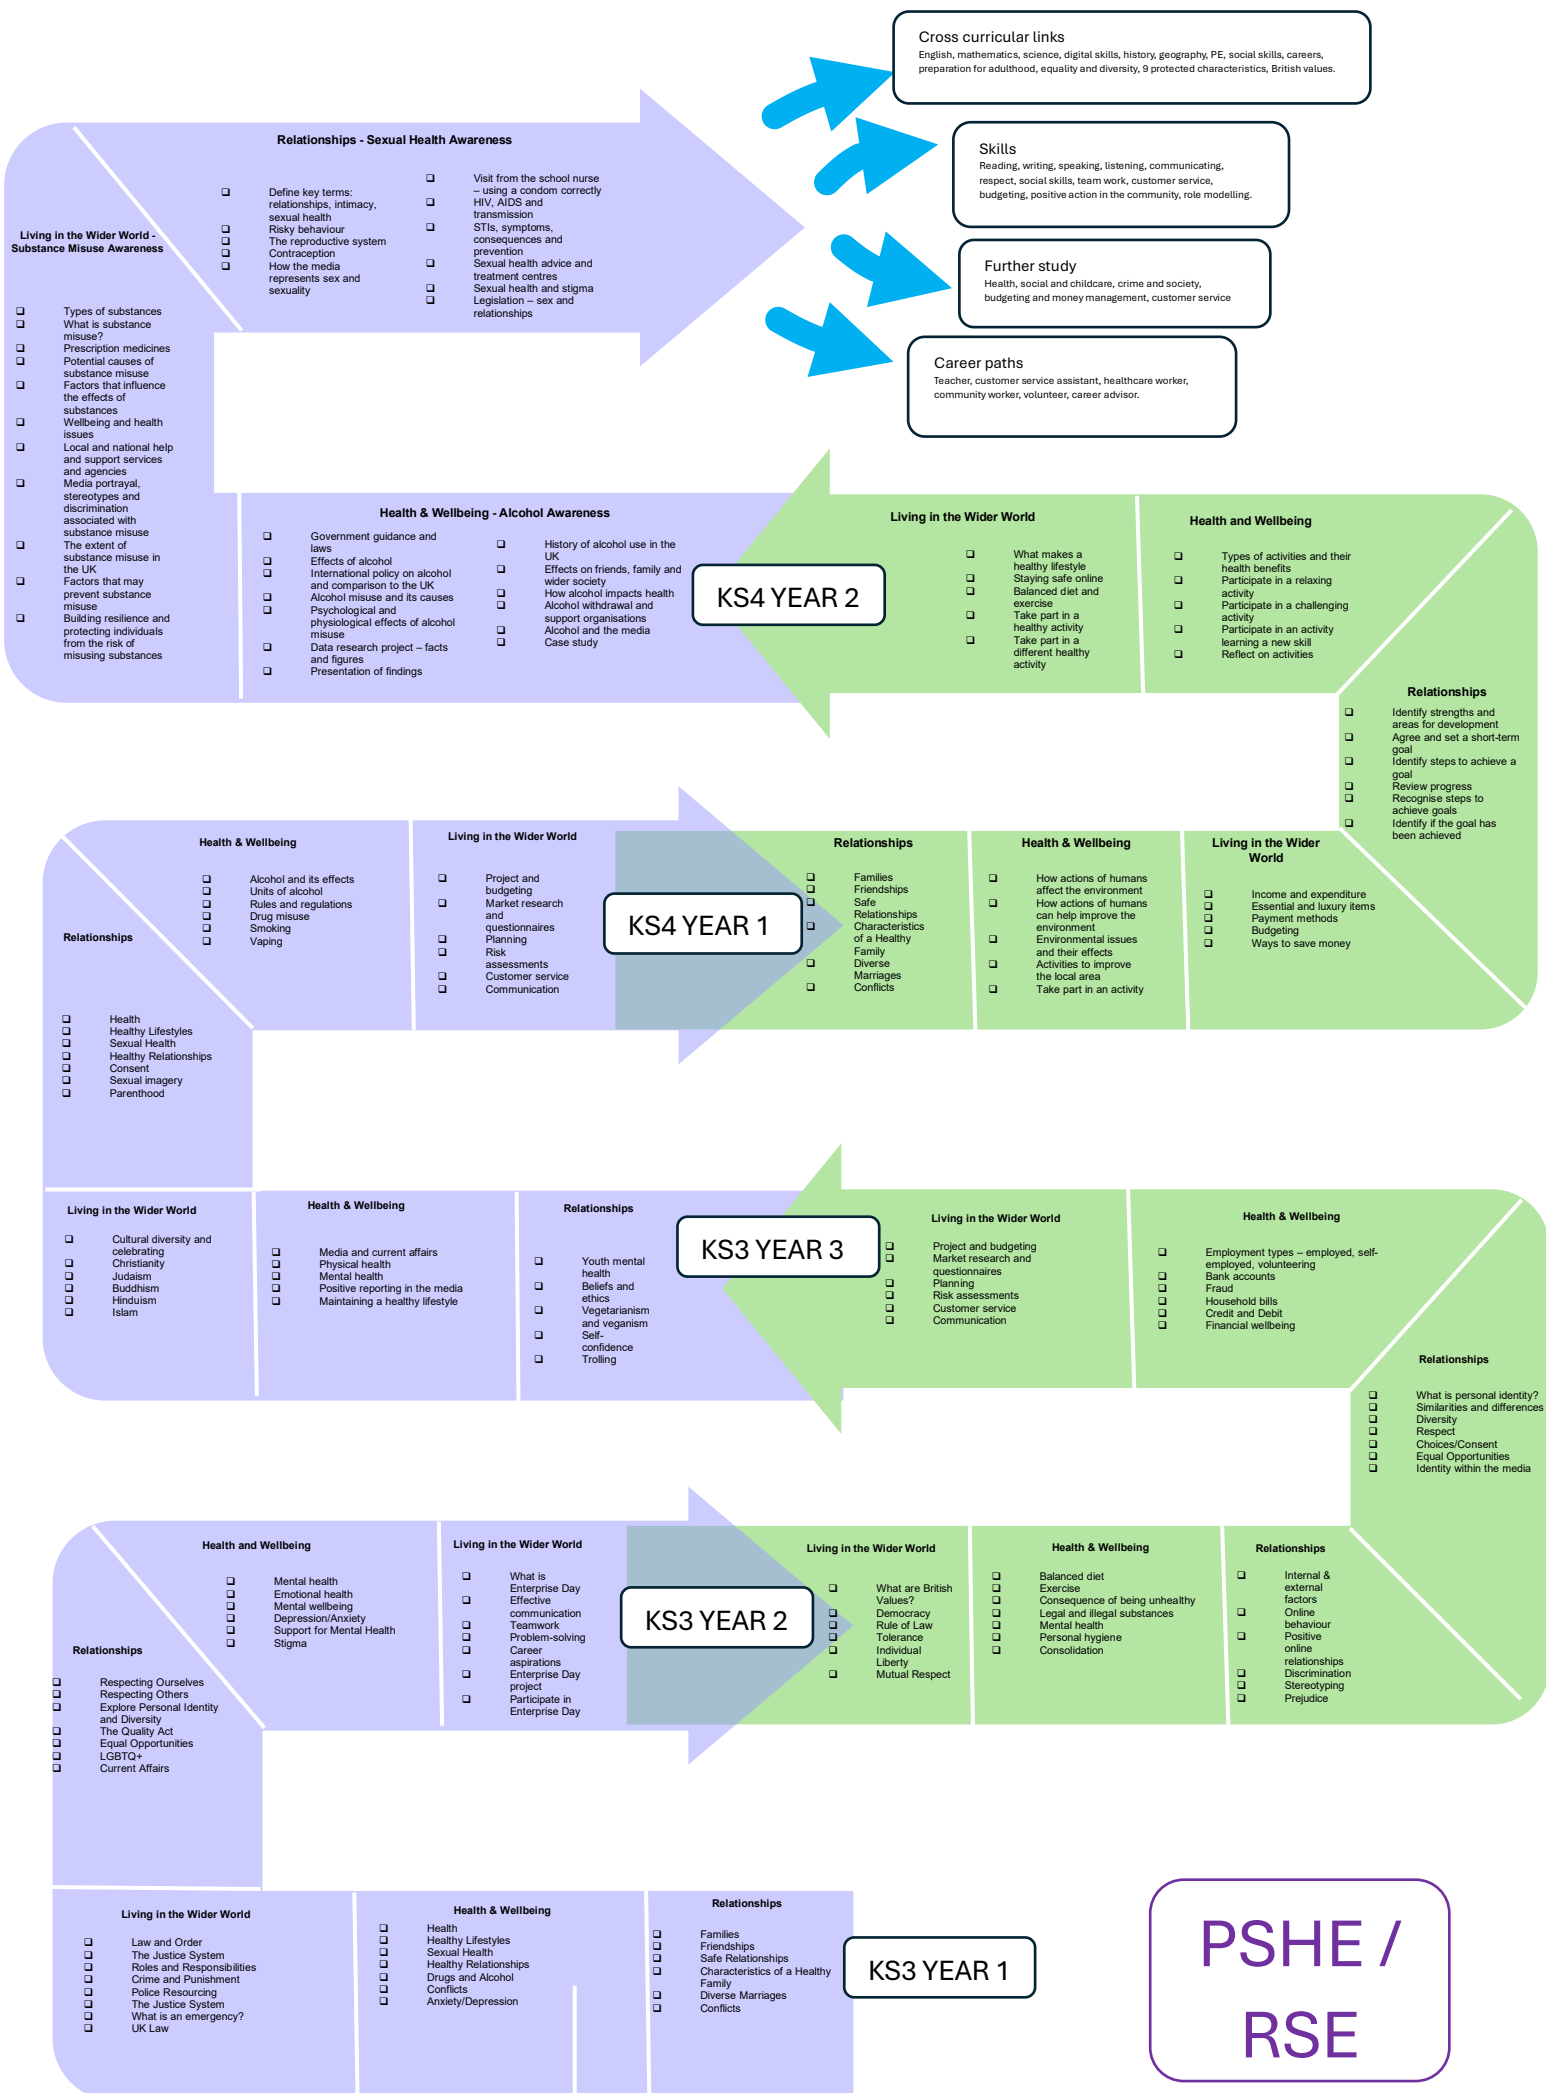 Cross curricular links
English, mathematics, science, digital skills, history, geography, PE, social skills, careers,
preparation for adulthood, equality and diversity, 9 protected characteristics, British values.
Skills
Reading, writing, speaking, listening, communicating,
respect, social skills, team work, customer service,
budgeting, positive action in the community, role modelling.
Further study
Health, social and childcare, crime and society,
budgeting and money management, customer service
Career paths
Teacher, customer service assistant, healthcare worker,
community worker, volunteer, career advisor.
Relationships - Sexual Health Awareness
❑ Define key terms:
relationships, intimacy,
sexual health
❑ Risky behaviour
❑ The reproductive system
❑ Contraception
❑ How the media
represents sex and
sexuality
❑ Visit from the school nurse
– using a condom correctly
❑ HIV, AIDS and
transmission
❑ STIs, symptoms,
consequences and
prevention
❑ Sexual health advice and
treatment centres
❑ Sexual health and stigma
❑ Legislation – sex and
relationships
Living in the Wider World -
Substance Misuse Awareness
❑ Types of substances
❑ What is substance
misuse?
❑ Prescription medicines
❑ Potential causes of
substance misuse
❑ Factors that influence
the effects of
substances
❑ Wellbeing and health
issues
❑ Local and national help
and support services
and agencies
❑ Media portrayal,
stereotypes and
discrimination
associated with
substance misuse
❑ The extent of
substance misuse in
the UK
❑ Factors that may
prevent substance
misuse
❑ Building resilience and
protecting individuals
from the risk of
misusing substances
Health & Wellbeing - Alcohol Awareness
❑ Government guidance and
laws
❑ Effects of alcohol
❑ International policy on alcohol
and comparison to the UK
❑ Alcohol misuse and its causes
❑ Psychological and
physiological effects of alcohol
misuse
❑ Data research project – facts
and figures
❑ Presentation of findings
❑ History of alcohol use in the
UK
❑ Effects on friends, family and
wider society
❑ How alcohol impacts health
❑ Alcohol withdrawal and
support organisations
❑ Alcohol and the media
❑ Case study
KS4 YEAR 2
Living in the Wider World
❑ What makes a
healthy lifestyle
❑ Staying safe online
❑ Balanced diet and
exercise
❑ Take part in a
healthy activity
❑ Take part in a
different healthy
activity
Health and Wellbeing
❑ Types of activities and their
health benefits
❑ Participate in a relaxing
activity
❑ Participate in a challenging
activity
❑ Participate in an activity
learning a new skill
❑ Reflect on activities
Relationships
❑ Identify strengths and
areas for development
❑ Agree and set a short-term
goal
❑ Identify steps to achieve a
goal
❑ Review progress
❑ Recognise steps to
achieve goals
❑ Identify if the goal has
been achieved
Relationships
❑ Health
❑ Healthy Lifestyles
❑ Sexual Health
❑ Healthy Relationships
❑ Consent
❑ Sexual imagery
❑ Parenthood
Health & Wellbeing
❑ Alcohol and its effects
❑ Units of alcohol
❑ Rules and regulations
❑ Drug misuse
❑ Smoking
❑ Vaping
Living in the Wider World
❑ Project and
budgeting
❑ Market research
and
questionnaires
❑ Planning
❑ Risk
assessments
❑ Customer service
❑ Communication
KS4 YEAR 1
Relationships
❑ Families
❑ Friendships
❑ Safe
Relationships
❑ Characteristics
of a Healthy
Family
❑ Diverse
Marriages
❑ Conflicts
Health & Wellbeing
❑ How actions of humans
affect the environment
❑ How actions of humans
can help improve the
environment
❑ Environmental issues
and their effects
❑ Activities to improve
the local area
❑ Take part in an activity
Living in the Wider
World
❑ Income and expenditure
❑ Essential and luxury items
❑ Payment methods
❑ Budgeting
❑ Ways to save money
Living in the Wider World
❑ Cultural diversity and
celebrating
❑ Christianity
❑ Judaism
❑ Buddhism
❑ Hinduism
❑ Islam
Health & Wellbeing
❑ Media and current affairs
❑ Physical health
❑ Mental health
❑ Positive reporting in the media
❑ Maintaining a healthy lifestyle
Relationships
❑ Youth mental
health
❑ Beliefs and
ethics
❑ Vegetarianism
and veganism
❑ Self-
confidence
❑ Trolling
KS3 YEAR 3
Living in the Wider World
❑ Project and budgeting
❑ Market research and
questionnaires
❑ Planning
❑ Risk assessments
❑ Customer service
❑ Communication
Health & Wellbeing
❑ Employment types – employed, self-
employed, volunteering
❑ Bank accounts
❑ Fraud
❑ Household bills
❑ Credit and Debit
❑ Financial wellbeing
Relationships
❑ What is personal identity?
❑ Similarities and differences
❑ Diversity
❑ Respect
❑ Choices/Consent
❑ Equal Opportunities
❑ Identity within the media
Relationships
❑ Respecting Ourselves
❑ Respecting Others
❑ Explore Personal Identity
and Diversity
❑ The Quality Act
❑ Equal Opportunities
❑ LGBTQ+
❑ Current Affairs
Health and Wellbeing
❑ Mental health
❑ Emotional health
❑ Mental wellbeing
❑ Depression/Anxiety
❑ Support for Mental Health
❑ Stigma
Living in the Wider World
❑ What is
Enterprise Day
❑ Effective
communication
❑ Teamwork
❑ Problem-solving
❑ Career
aspirations
❑ Enterprise Day
project
❑ Participate in
Enterprise Day
KS3 YEAR 2
Living in the Wider World
❑ What are British
Values?
❑ Democracy
❑ Rule of Law
❑ Tolerance
❑ Individual
Liberty
❑ Mutual Respect
Health & Wellbeing
❑ Balanced diet
❑ Exercise
❑ Consequence of being unhealthy
❑ Legal and illegal substances
❑ Mental health
❑ Personal hygiene
❑ Consolidation
Relationships
❑ Internal &
external
factors
❑ Online
behaviour
❑ Positive
online
relationships
❑ Discrimination
❑ Stereotyping
❑ Prejudice
Living in the Wider World
❑ Law and Order
❑ The Justice System
❑ Roles and Responsibilities
❑ Crime and Punishment
❑ Police Resourcing
❑ The Justice System
❑ What is an emergency?
❑ UK Law
Health & Wellbeing
❑ Health
❑ Healthy Lifestyles
❑ Sexual Health
❑ Healthy Relationships
❑ Drugs and Alcohol
❑ Conflicts
❑ Anxiety/Depression
Relationships
❑ Families
❑ Friendships
❑ Safe Relationships
❑ Characteristics of a Healthy
Family
❑ Diverse Marriages
❑ Conflicts
KS3 YEAR 1
PSHE /
RSE